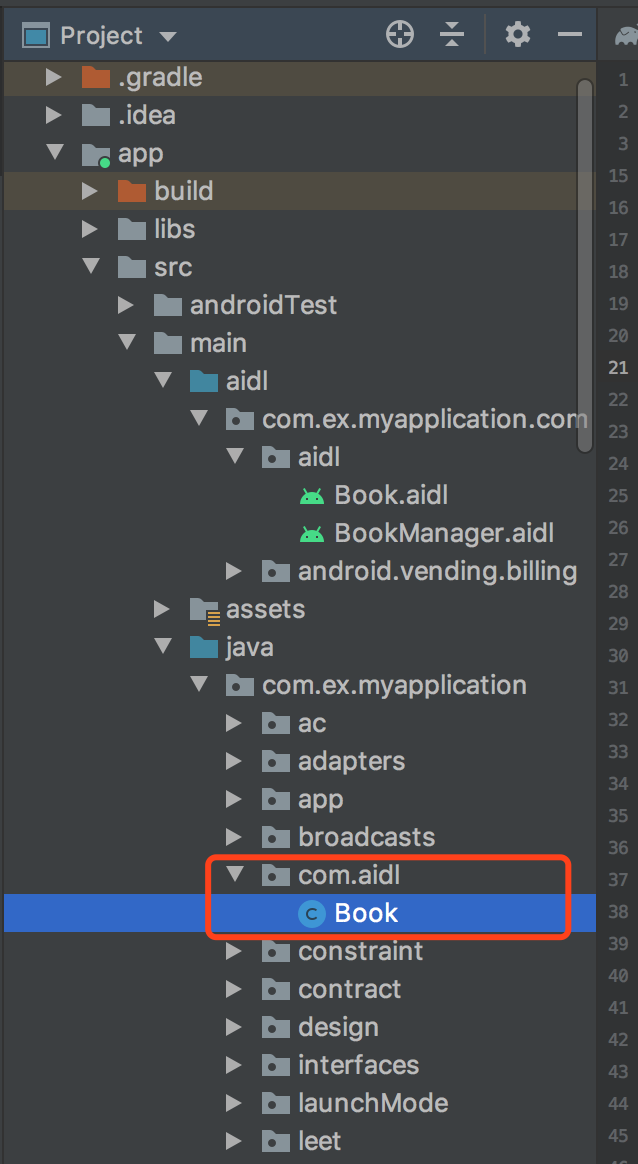 Project
.gradle
.idea
app
build
libs
src
androidTest
main
aidl
com.ex.myapplication.com
aidl
Book.aidl
BookManager.aidl
android.vending.billing
assets
java
com.ex.myapplication
ac
adapters
app
broadcasts
com.aidl
C Book
constraint
contract
design
interfaces
launchMode
leet
1
2
3
15
16
17
18
19
20
21
22
23
24
25
26
27
28
29
30
31
32
33
34
35
36
37
38
39
40
41
42
43
44
45